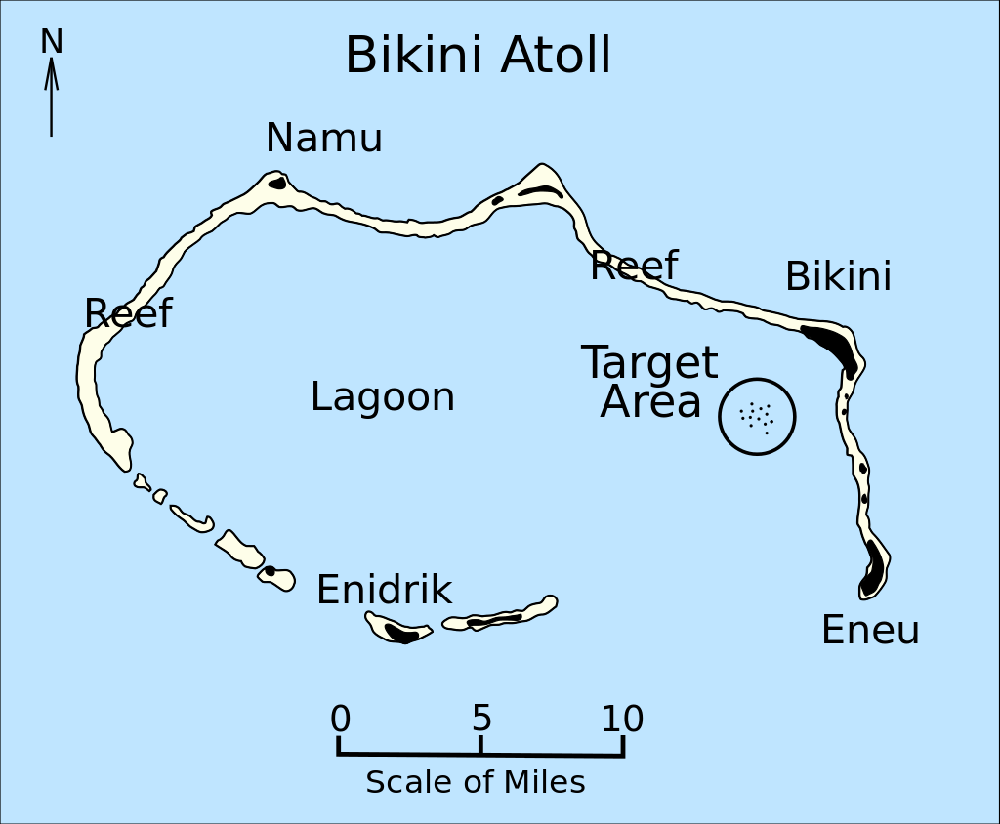 N
Bikini Atoll
Namu
Reef
Bikini
Reef
Target
Area
Lagoon
Enidrik
Eneu
0 5 10
Scale of Miles